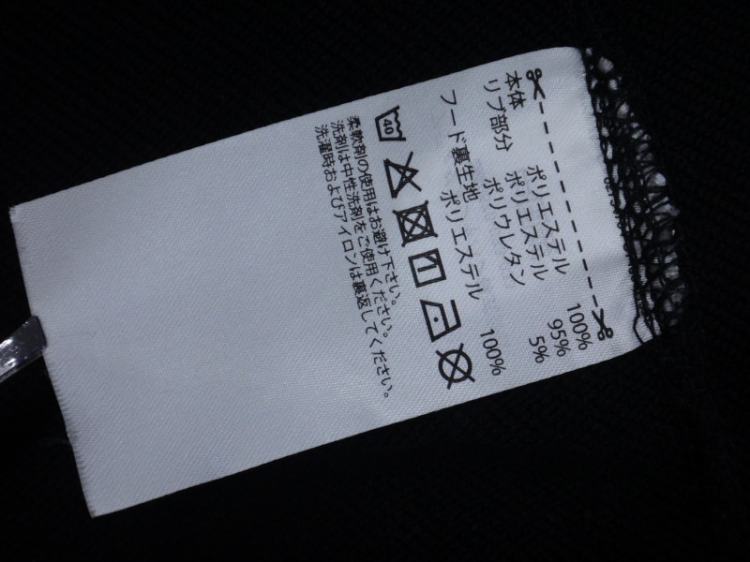 本体 ポリエステル 100%
リブ部分 ポリエステル 95%
ポリウレタン 5%
フード裏生地 ポリエステル 100%
40
柔軟剤の使用はお避け下さい。
洗剤は中性洗剤をご使用ください。
洗濯時およびアイロンは裏返してください。